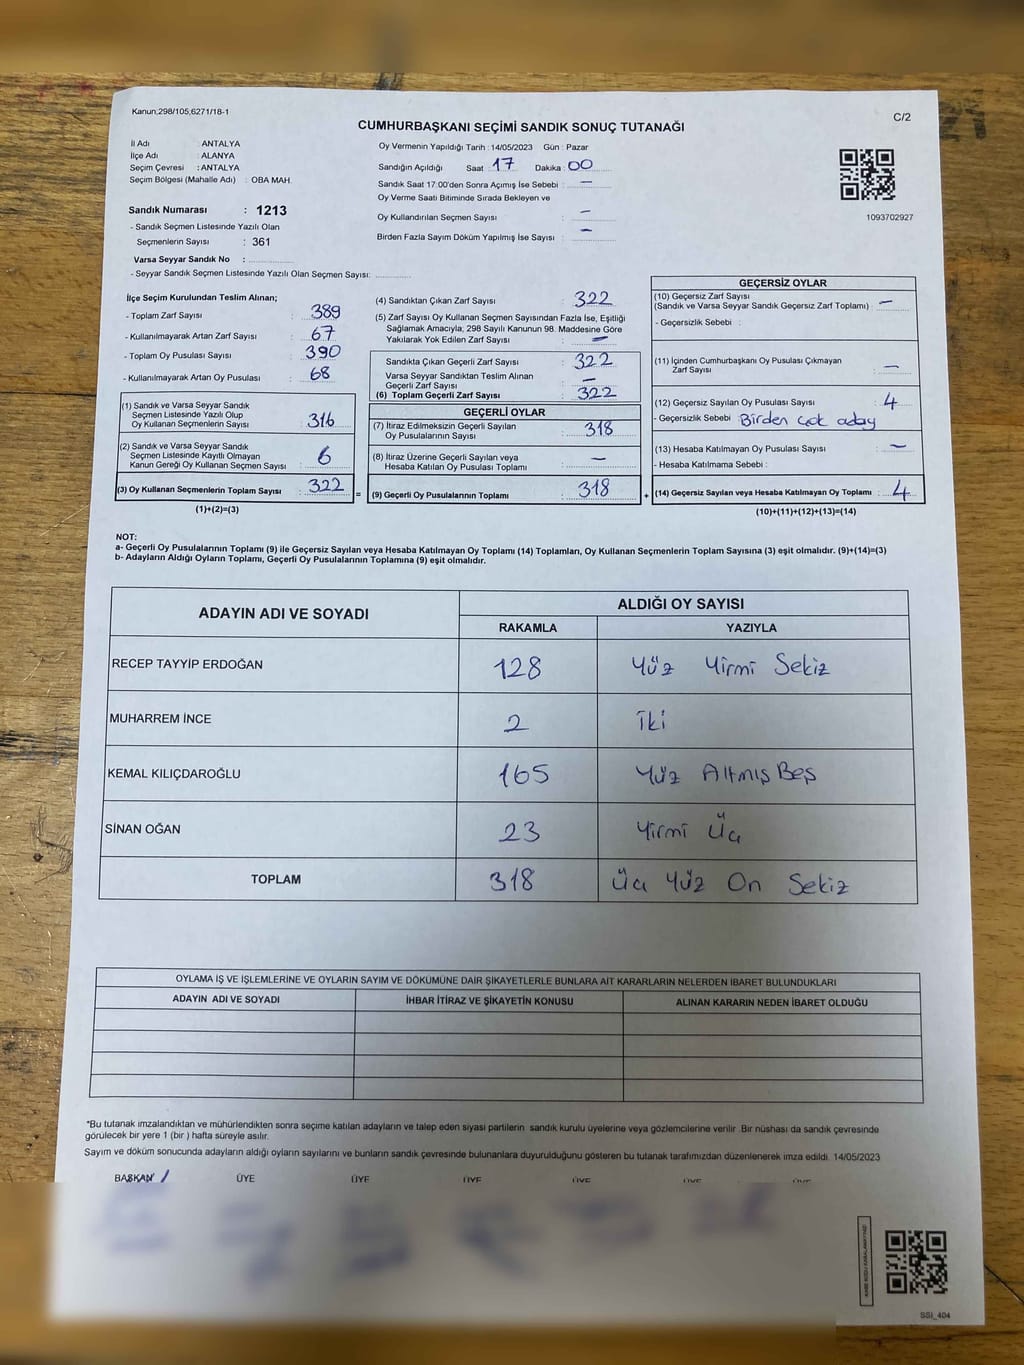 Kanun;298/105,6271/18-1
C/2
CUMHURBAŞKANI SEÇİMİ SANDIK SONUÇ TUTANAĞI
İl Adı : ANTALYA
İlçe Adı : ALANYA
Seçim Çevresi : ANTALYA
Seçim Bölgesi (Mahalle Adı) : OBA MAH.
Sandık Numarası : 1213
- Sandık Seçmen Listesinde Yazılı Olan
Seçmenlerin Sayısı : 361
Varsa Seyyar Sandık No :
- Seyyar Sandık Seçmen Listesinde Yazılı Olan Seçmen Sayısı:
Oy Vermenin Yapıldığı Tarih : 14/05/2023 Gün : Pazar
Sandığın Açıldığı Saat 17 Dakika : 00
Sandık Saat 17:00'den Sonra Açımış İse Sebebi : —
Oy Verme Saati Bitiminde Sırada Bekleyen ve
Oy Kullandırılan Seçmen Sayısı : —
Birden Fazla Sayım Döküm Yapılmış İse Sayısı : —
1093702927
İlçe Seçim Kurulundan Teslim Alınan;
- Toplam Zarf Sayısı : 389
- Kullanılmayarak Artan Zarf Sayısı : 67
- Toplam Oy Pusulası Sayısı : 390
- Kullanılmayarak Artan Oy Pusulası : 68
(1) Sandık ve Varsa Seyyar Sandık
Seçmen Listesinde Yazılı Olup
Oy Kullanan Seçmenlerin Sayısı : 316
(2) Sandık ve Varsa Seyyar Sandık
Seçmen Listesinde Kayıtlı Olmayan
Kanun Gereği Oy Kullanan Seçmen Sayısı : 6
(3) Oy Kullanan Seçmenlerin Toplam Sayısı : 322
(1)+(2)=(3)
(4) Sandıktan Çıkan Zarf Sayısı : 322
(5) Zarf Sayısı Oy Kullanan Seçmen Sayısından Fazla İse, Eşitliği
Sağlamak Amacıyla; 298 Sayılı Kanunun 98. Maddesine Göre
Yakılarak Yok Edilen Zarf Sayısı : —
Sandıkta Çıkan Geçerli Zarf Sayısı : 322
Varsa Seyyar Sandıktan Teslim Alınan
Geçerli Zarf Sayısı : —
(6) Toplam Geçerli Zarf Sayısı : 322
GEÇERLİ OYLAR
(7) İtiraz Edilmeksizin Geçerli Sayılan
Oy Pusulalarının Sayısı : 318
(8) İtiraz Üzerine Geçerli Sayılan veya
Hesaba Katılan Oy Pusulası Toplamı : —
= (9) Geçerli Oy Pusulalarının Toplamı : 318
GEÇERSİZ OYLAR
(10) Geçersiz Zarf Sayısı
(Sandık ve Varsa Seyyar Sandık Geçersiz Zarf Toplamı) : —
- Geçersizlik Sebebi :
(11) İçinden Cumhurbaşkanı Oy Pusulası Çıkmayan
Zarf Sayısı : —
(12) Geçersiz Sayılan Oy Pusulası Sayısı : 4
- Geçersizlik Sebebi : Birden çok aday
(13) Hesaba Katılmayan Oy Pusulası Sayısı : —
- Hesaba Katılmama Sebebi :
+ (14) Geçersiz Sayılan veya Hesaba Katılmayan Oy Toplamı : 4
(10)+(11)+(12)+(13)=(14)
NOT:
a- Geçerli Oy Pusulalarının Toplamı (9) ile Geçersiz Sayılan veya Hesaba Katılmayan Oy Toplamı (14) Toplamları, Oy Kullanan Seçmenlerin Toplam Sayısına (3) eşit olmalıdır. (9)+(14)=(3)
b- Adayların Aldığı Oyların Toplamı, Geçerli Oy Pusulalarının Toplamına (9) eşit olmalıdır.
ADAYIN ADI VE SOYADI ALDIĞI OY SAYISI
RAKAMLA YAZIYLA
RECEP TAYYİP ERDOĞAN 128 Yüz Yirmi Sekiz
MUHARREM İNCE 2 İki
KEMAL KILIÇDAROĞLU 165 Yüz Altmış Beş
SİNAN OĞAN 23 Yirmi Üç
TOPLAM 318 Üç Yüz On Sekiz
OYLAMA İŞ VE İŞLEMLERİNE VE OYLARIN SAYIM VE DÖKÜMÜNE DAİR ŞİKAYETLERLE BUNLARA AİT KARARLARIN NELERDEN İBARET BULUNDUKLARI
ADAYIN ADI VE SOYADI İHBAR İTİRAZ VE ŞİKAYETİN KONUSU ALINAN KARARIN NEDEN İBARET OLDUĞU
*Bu tutanak imzalandıktan ve mühürlendikten sonra seçime katılan adayların ve talep eden siyasi partilerin sandık kurulu üyelerine veya gözlemcilerine verilir .Bir nüshası da sandık çevresinde
görülecek bir yere 1 (bir ) hafta süreyle asılır.
Sayım ve döküm sonucunda adayların aldığı oyların sayılarını ve bunların sandık çevresinde bulunanlara duyurulduğunu gösteren bu tutanak tarafımızdan düzenlenerek imza edildi. 14/05/2023
BAŞKAN ÜYE ÜYE ÜYE ÜYE ÜYE ÜYE
SSİ_404